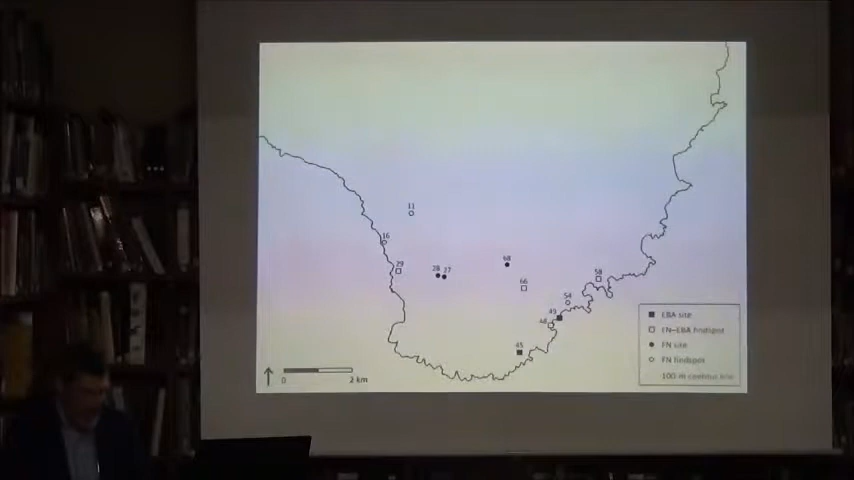 11
16
29
28 27
68
66
58
54
49
48
45
EBA site
FN–EBA findspot
FN site
FN findspot
100 m contour line
0 2 km